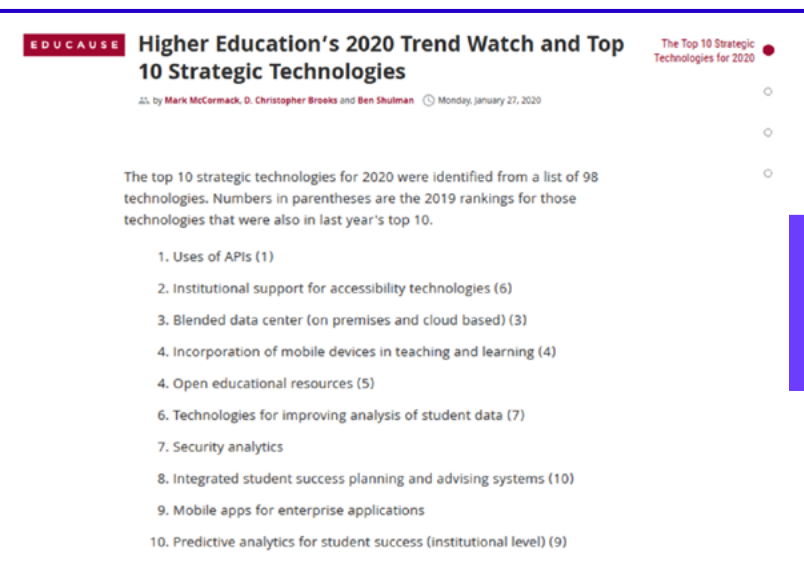 EDUCAUSE
Higher Education's 2020 Trend Watch and Top
10 Strategic Technologies
by Mark McCormack, D. Christopher Brooks and Ben Shulman Monday, January 27, 2020
The Top 10 Strategic
Technologies for 2020
The top 10 strategic technologies for 2020 were identified from a list of 98
technologies. Numbers in parentheses are the 2019 rankings for those
technologies that were also in last year's top 10.
1. Uses of APIs (1)
2. Institutional support for accessibility technologies (6)
3. Blended data center (on premises and cloud based) (3)
4. Incorporation of mobile devices in teaching and learning (4)
4. Open educational resources (5)
6. Technologies for improving analysis of student data (7)
7. Security analytics
8. Integrated student success planning and advising systems (10)
9. Mobile apps for enterprise applications
10. Predictive analytics for student success (institutional level) (9)